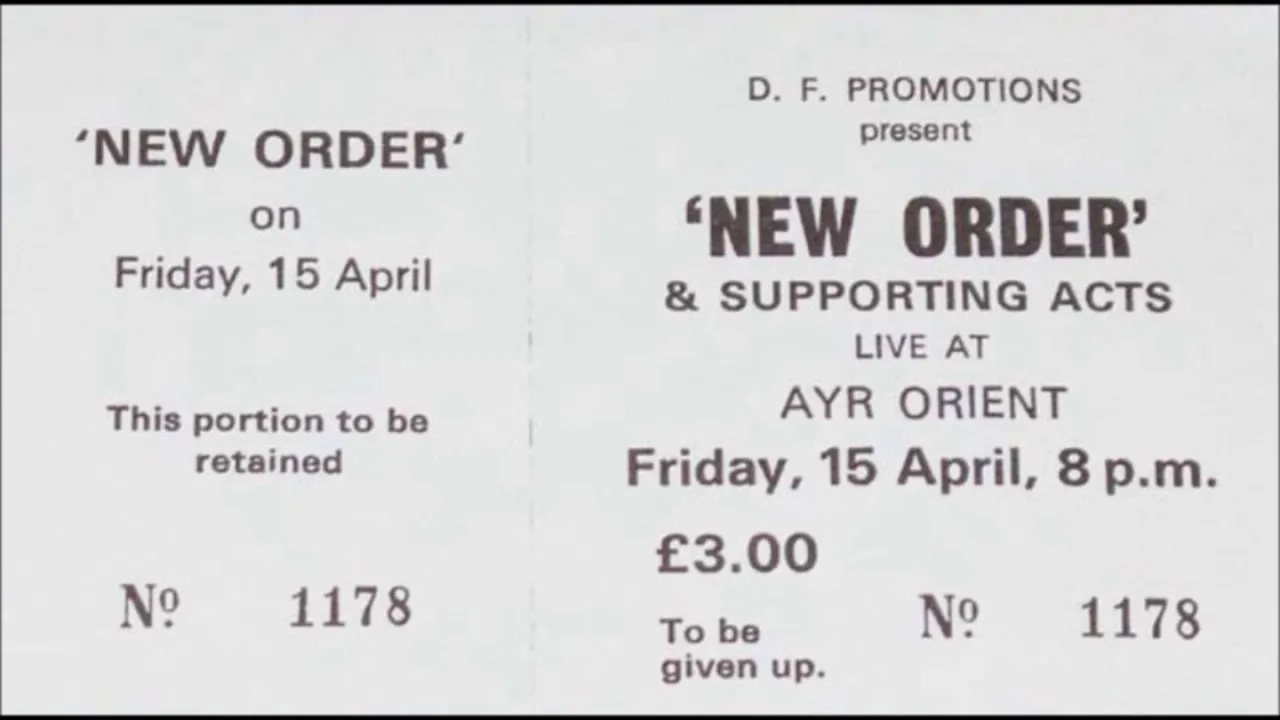 ‘NEW ORDER‘
on
Friday, 15 April
This portion to be
retained
Nº 1178
D. F. PROMOTIONS
present
‘NEW ORDER’
& SUPPORTING ACTS
LIVE AT
AYR ORIENT
Friday, 15 April, 8 p.m.
£3.00
To be
given up.
Nº 1178